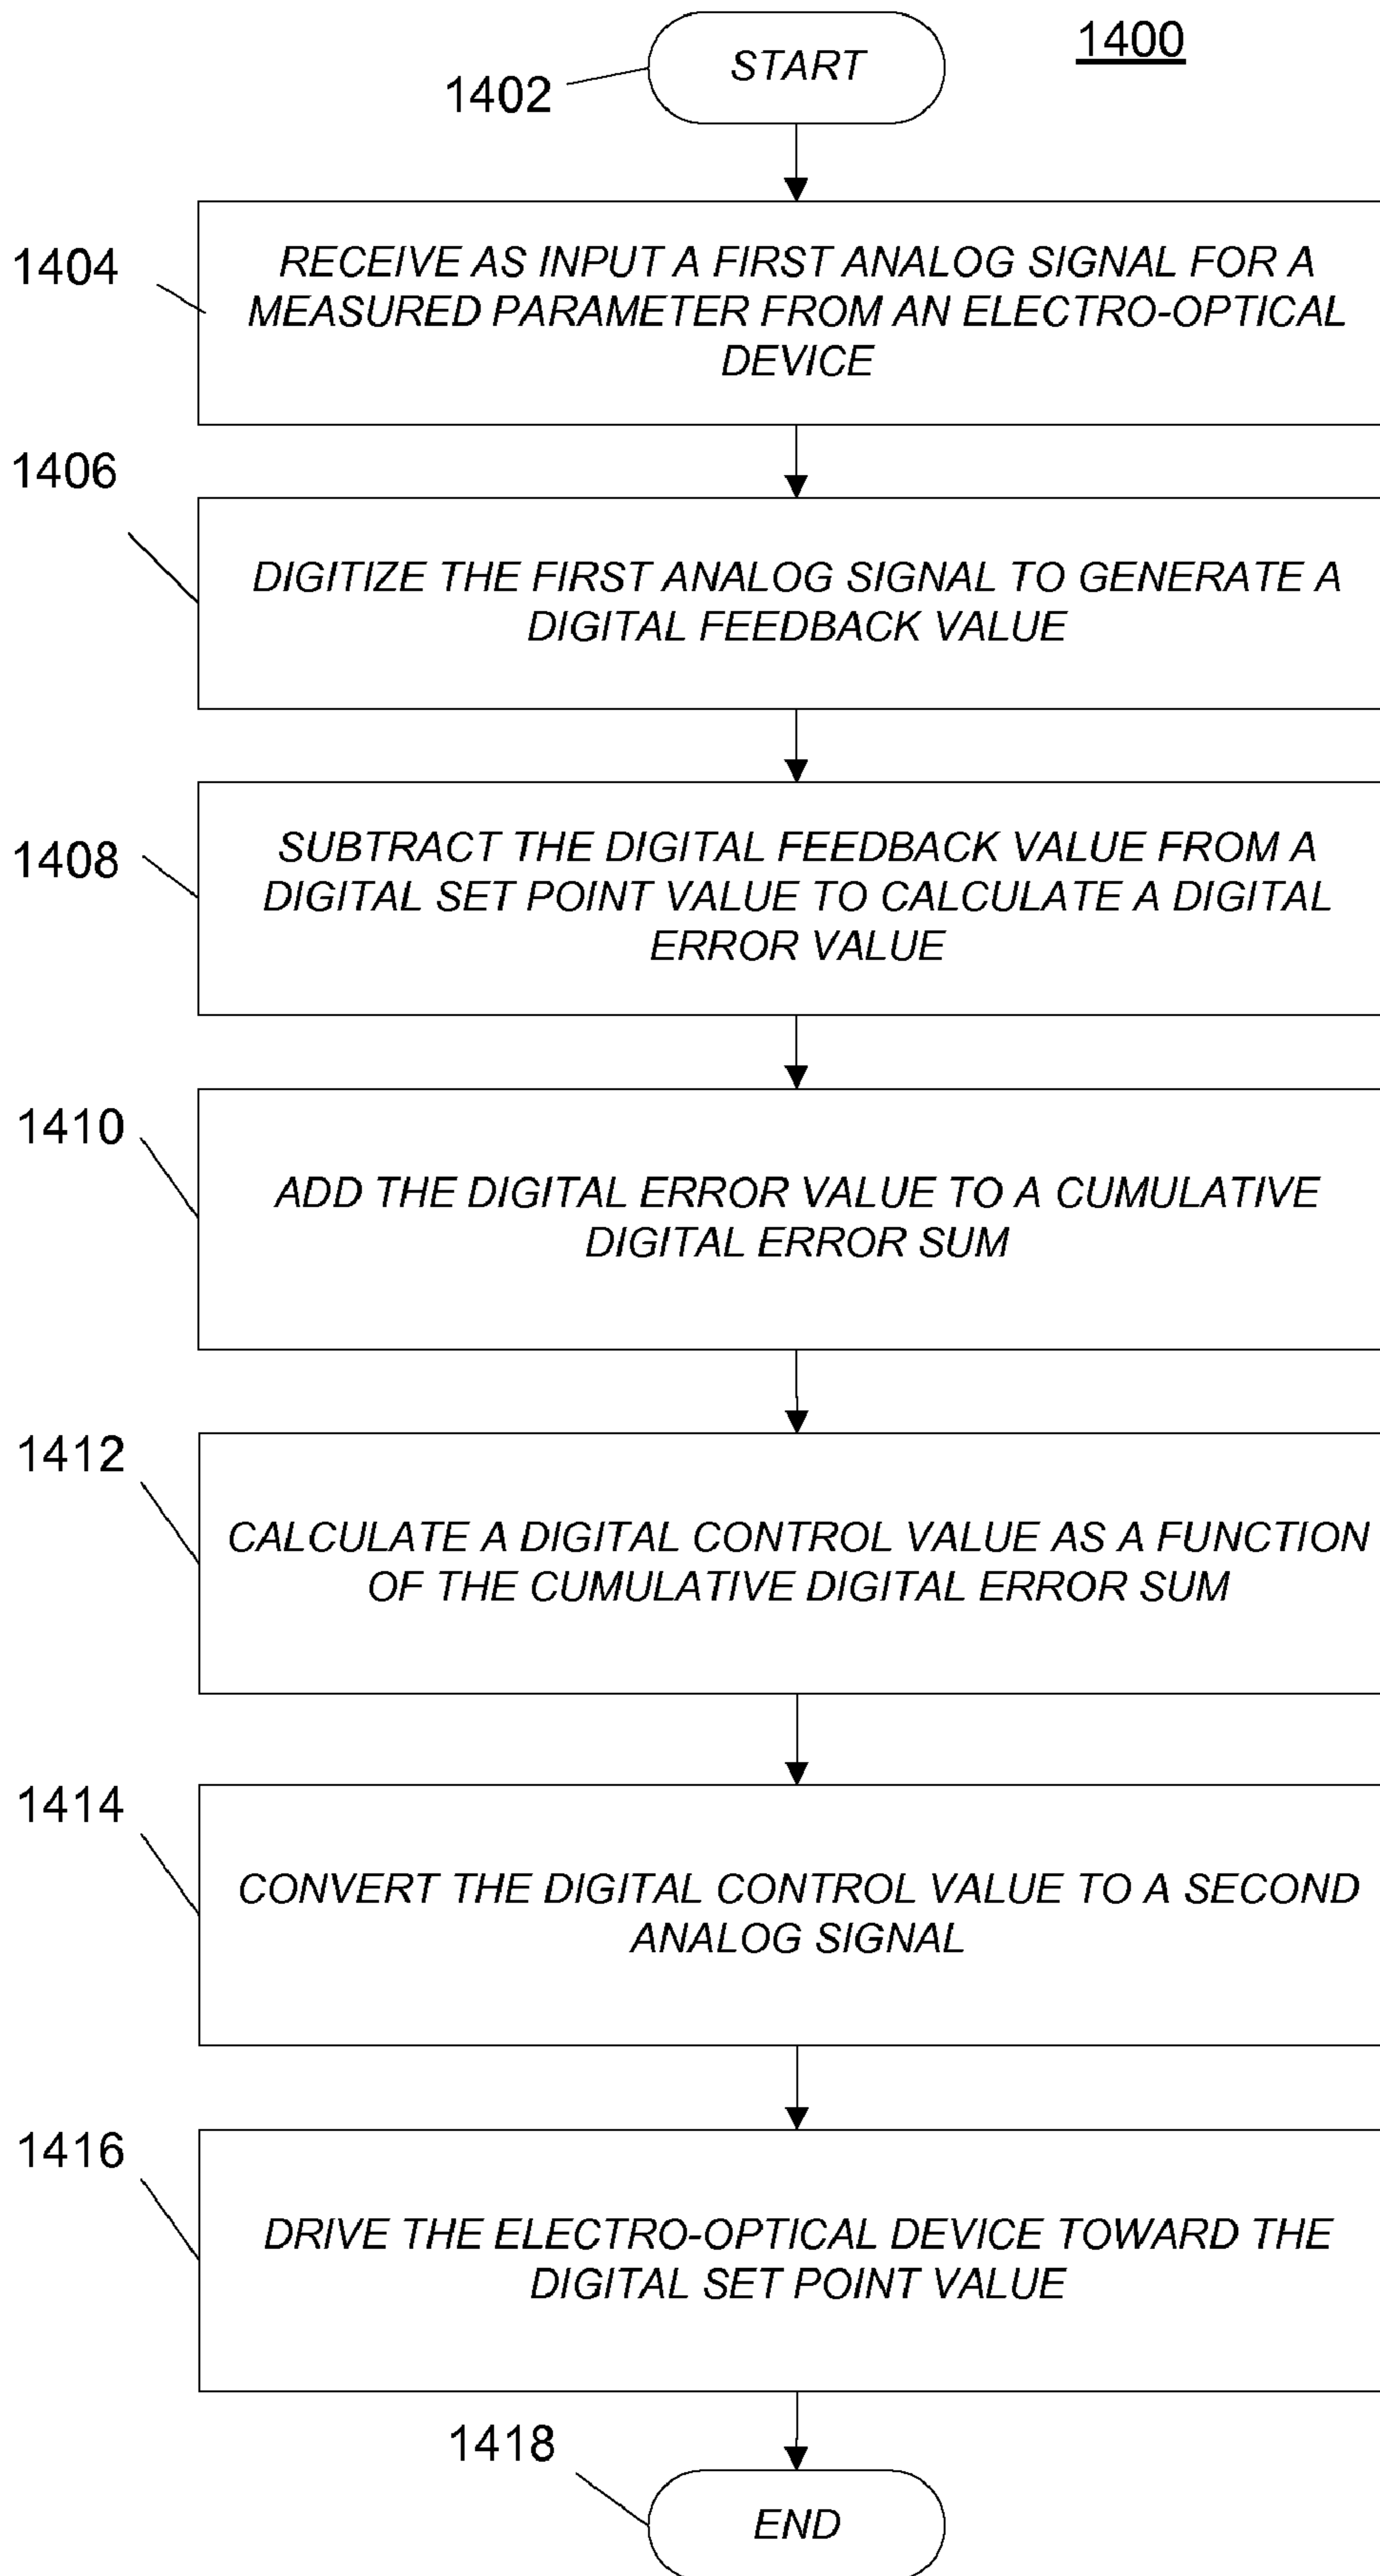 1400
START
1402
1404
RECEIVE AS INPUT A FIRST ANALOG SIGNAL FOR A
MEASURED PARAMETER FROM AN ELECTRO-OPTICAL
DEVICE
1406
DIGITIZE THE FIRST ANALOG SIGNAL TO GENERATE A
DIGITAL FEEDBACK VALUE
1408
SUBTRACT THE DIGITAL FEEDBACK VALUE FROM A
DIGITAL SET POINT VALUE TO CALCULATE A DIGITAL
ERROR VALUE
1410
ADD THE DIGITAL ERROR VALUE TO A CUMULATIVE
DIGITAL ERROR SUM
1412
CALCULATE A DIGITAL CONTROL VALUE AS A FUNCTION
OF THE CUMULATIVE DIGITAL ERROR SUM
1414
CONVERT THE DIGITAL CONTROL VALUE TO A SECOND
ANALOG SIGNAL
1416
DRIVE THE ELECTRO-OPTICAL DEVICE TOWARD THE
DIGITAL SET POINT VALUE
1418
END